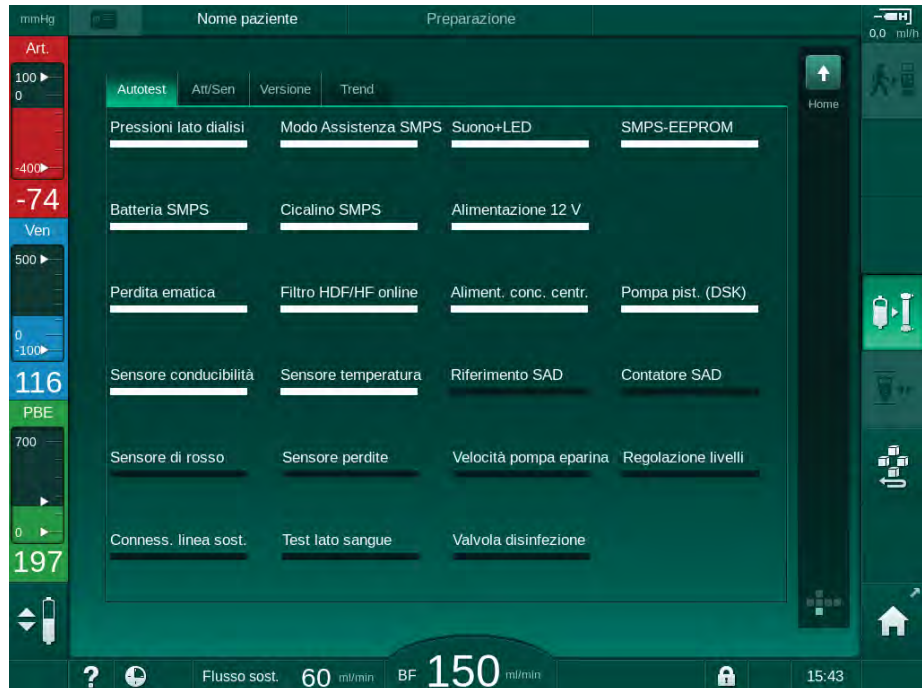 mmHg
Nome paziente
Preparazione
0,0 ml/h
Art.
100
0
-400
-74
Ven
500
0
-100
116
PBE
700
0
197
Autotest
Att/Sen
Versione
Trend
Home
Pressioni lato dialisi
Modo Assistenza SMPS
Suono+LED
SMPS-EEPROM
Batteria SMPS
Cicalino SMPS
Alimentazione 12 V
Perdita ematica
Filtro HDF/HF online
Aliment. conc. centr.
Pompa pist. (DSK)
Sensore conducibilità
Sensore temperatura
Riferimento SAD
Contatore SAD
Sensore di rosso
Sensore perdite
Velocità pompa eparina
Regolazione livelli
Conness. linea sost.
Test lato sangue
Valvola disinfezione
?
Flusso sost. 60 ml/min
BF 150 ml/min
15:43